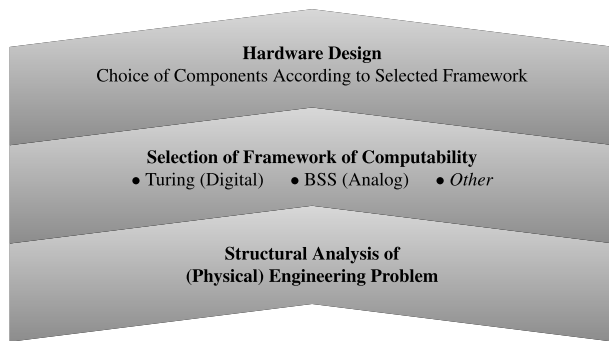 Hardware Design
Choice of Components According to Selected Framework
Selection of Framework of Computability
• Turing (Digital) • BSS (Analog) • Other
Structural Analysis of
(Physical) Engineering Problem